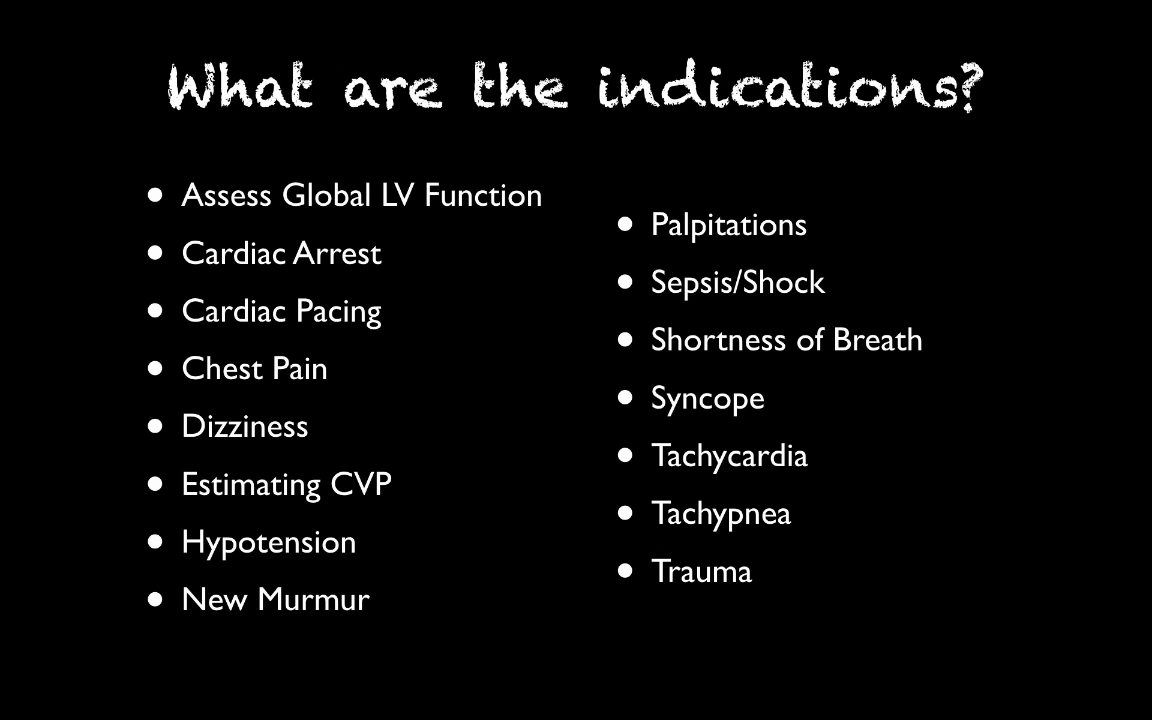 What are the indications?
• Assess Global LV Function
• Cardiac Arrest
• Cardiac Pacing
• Chest Pain
• Dizziness
• Estimating CVP
• Hypotension
• New Murmur
• Palpitations
• Sepsis/Shock
• Shortness of Breath
• Syncope
• Tachycardia
• Tachypnea
• Trauma